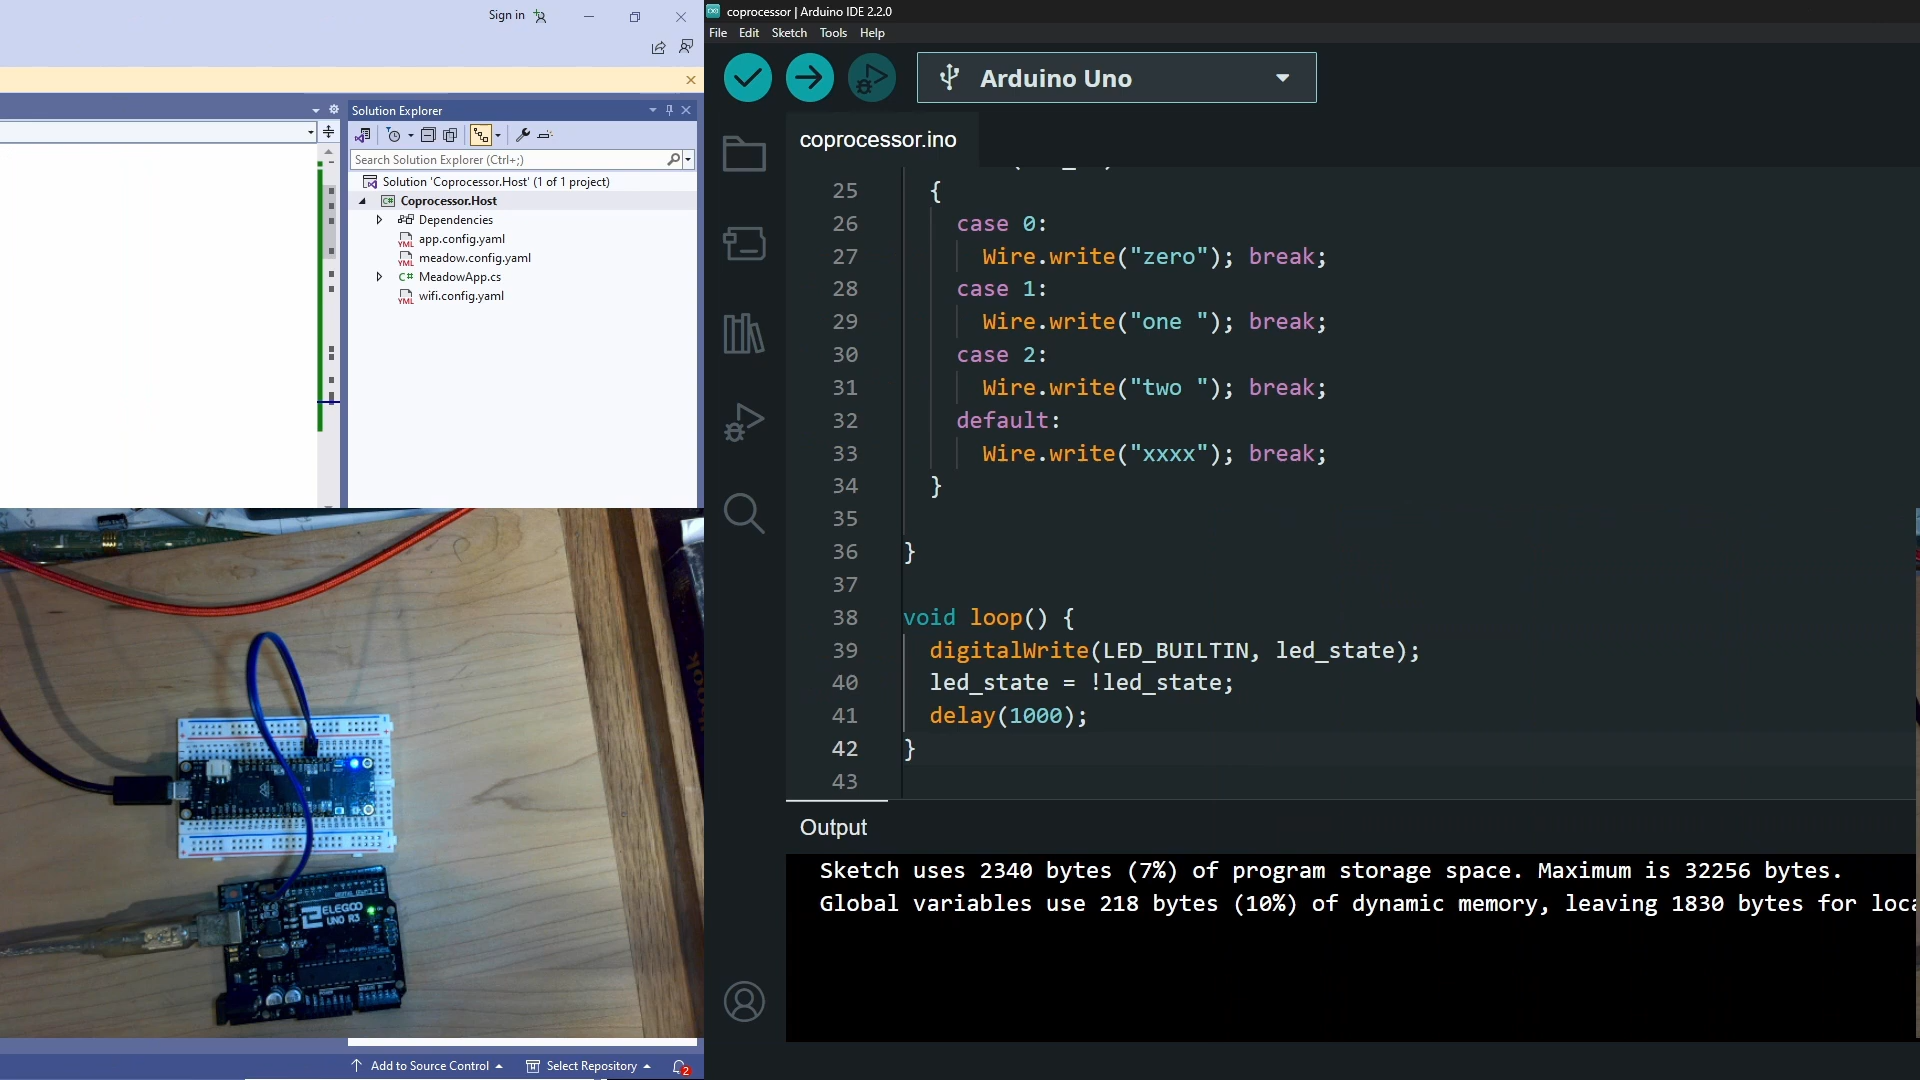 Sign in
Solution Explorer
Search Solution Explorer (Ctrl+;)
Solution 'Coprocessor.Host' (1 of 1 project)
C# Coprocessor.Host
Dependencies
YML app.config.yaml
YML meadow.config.yaml
C# MeadowApp.cs
YML wifi.config.yaml
ELEGOO
UNO R3
Add to Source Control
Select Repository
2
coprocessor | Arduino IDE 2.2.0
File Edit Sketch Tools Help
Arduino Uno
coprocessor.ino
25 {
26 case 0:
27 Wire.write("zero"); break;
28 case 1:
29 Wire.write("one "); break;
30 case 2:
31 Wire.write("two "); break;
32 default:
33 Wire.write("xxxx"); break;
34 }
35
36 }
37
38 void loop() {
39 digitalWrite(LED_BUILTIN, led_state);
40 led_state = !led_state;
41 delay(1000);
42 }
43
Output
Sketch uses 2340 bytes (7%) of program storage space. Maximum is 32256 bytes.
Global variables use 218 bytes (10%) of dynamic memory, leaving 1830 bytes for loca